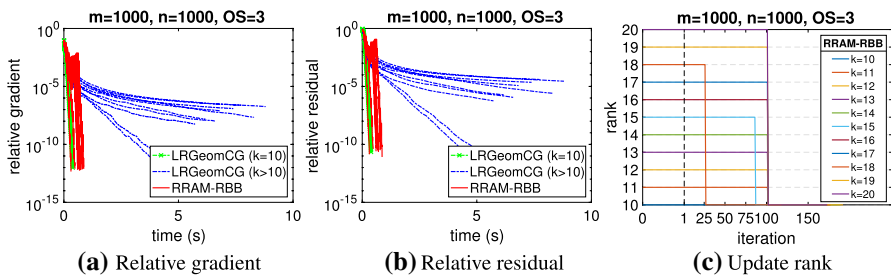 m=1000, n=1000, OS=3
relative gradient
10^0
10^-5
10^-10
10^-15
0
5
10
time (s)
LRGeomCG (k=10)
LRGeomCG (k>10)
RRAM-RBB
(a) Relative gradient
m=1000, n=1000, OS=3
relative residual
10^0
10^-5
10^-10
10^-15
0
5
10
time (s)
LRGeomCG (k=10)
LRGeomCG (k>10)
RRAM-RBB
(b) Relative residual
m=1000, n=1000, OS=3
rank
20
19
18
17
16
15
14
13
12
11
10
0
1
25
50
75
100
150
iteration
RRAM-RBB
k=10
k=11
k=12
k=13
k=14
k=15
k=16
k=17
k=18
k=19
k=20
(c) Update rank